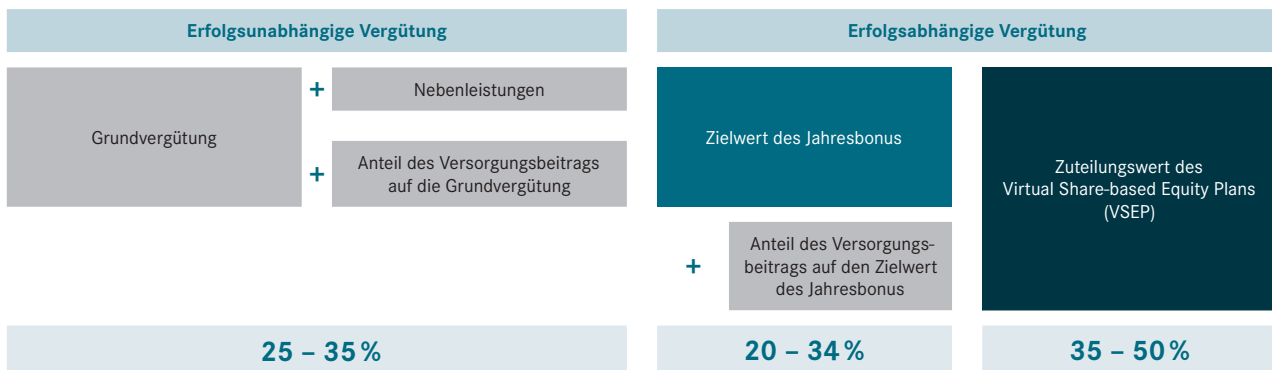 Erfolgsunabhängige Vergütung
Grundvergütung
+
Nebenleistungen
+
Anteil des Versorgungsbeitrags
auf die Grundvergütung
25 – 35 %
Erfolgsabhängige Vergütung
Zielwert des Jahresbonus
+
Anteil des Versorgungs-
beitrags auf den Zielwert
des Jahresbonus
20 – 34 %
Zuteilungswert des
Virtual Share-based Equity Plans
(VSEP)
35 – 50 %